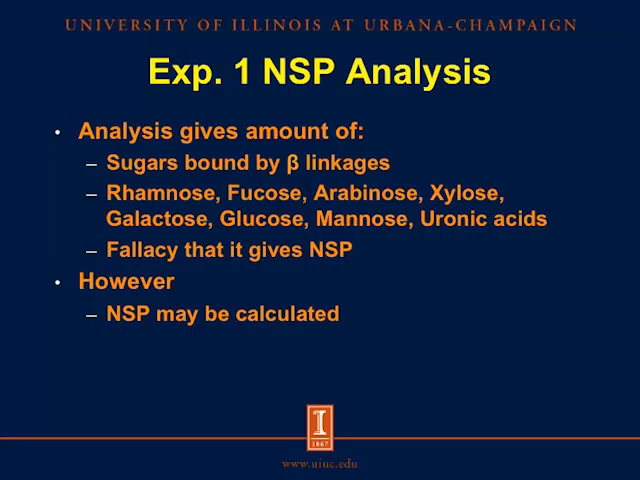 UNIVERSITY OF ILLINOIS AT URBANA-CHAMPAIGN
Exp. 1 NSP Analysis
• Analysis gives amount of:
– Sugars bound by β linkages
– Rhamnose, Fucose, Arabinose, Xylose,
Galactose, Glucose, Mannose, Uronic acids
– Fallacy that it gives NSP
• However
– NSP may be calculated
I
1867
www.uiuc.edu